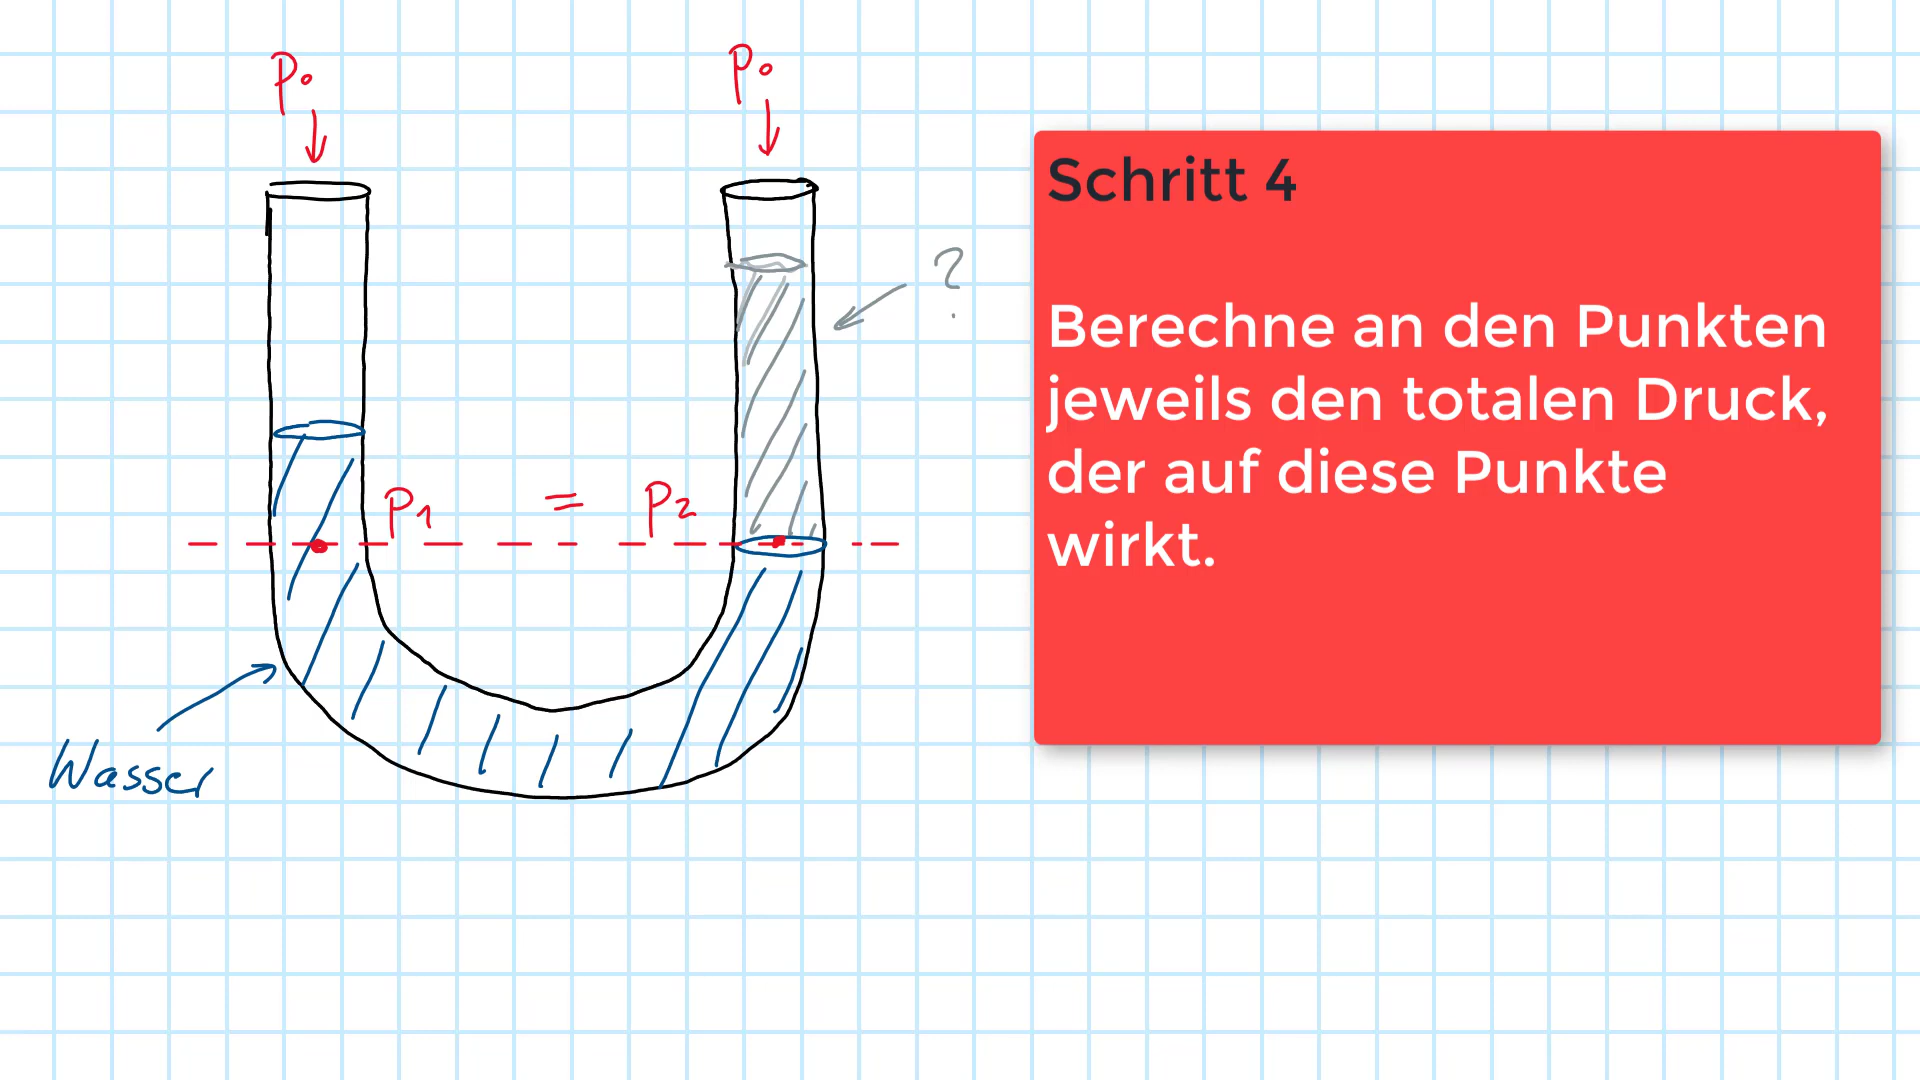 p₀
p₀
?
p₁ = p₂
Wasser
Schritt 4
Berechne an den Punkten
jeweils den totalen Druck,
der auf diese Punkte
wirkt.